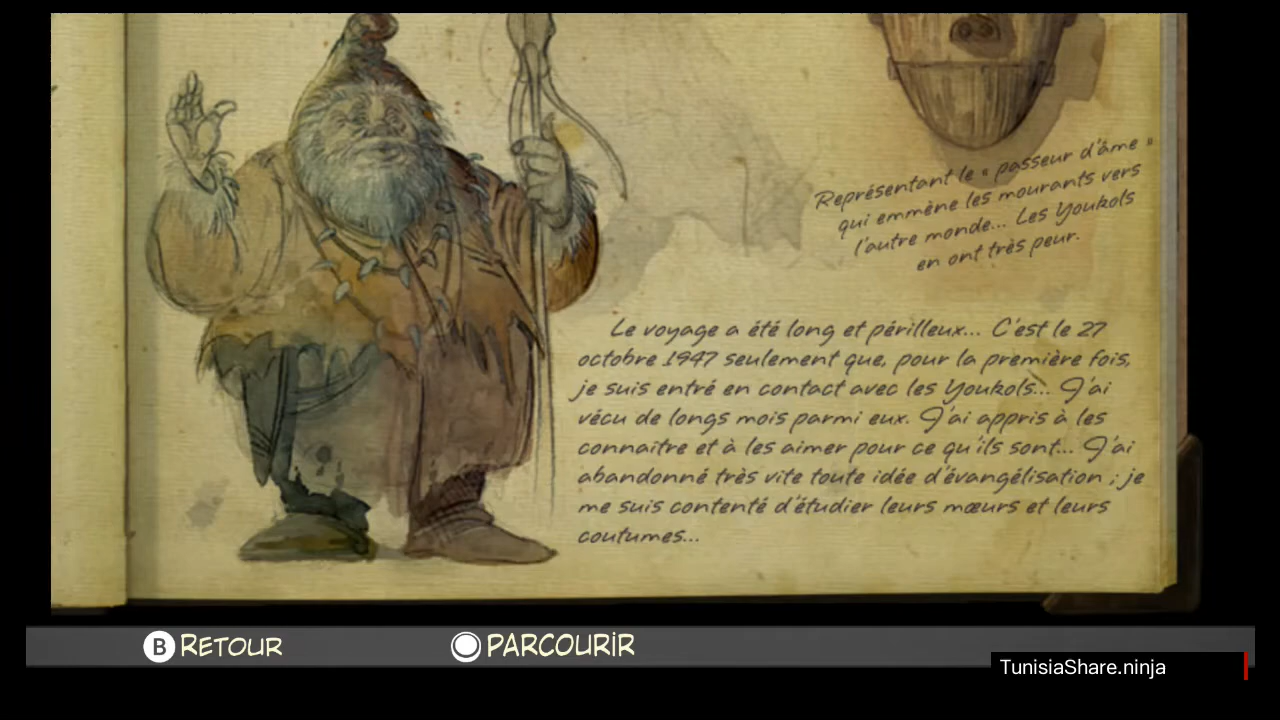 Représentant le « passeur d'âme »
qui emmène les mourants vers
l'autre monde... Les Youkols
en ont très peur.
Le voyage a été long et périlleux... C'est le 27
octobre 1947 seulement que, pour la première fois,
je suis entré en contact avec les Youkols... J'ai
vécu de longs mois parmi eux. J'ai appris à les
connaitre et à les aimer pour ce qu'ils sont... J'ai
abandonné très vite toute idée d'évangélisation ; je
me suis contenté d'étudier leurs mœurs et leurs
coutumes...
B RETOUR
PARCOURIR
TunisiaShare.ninja